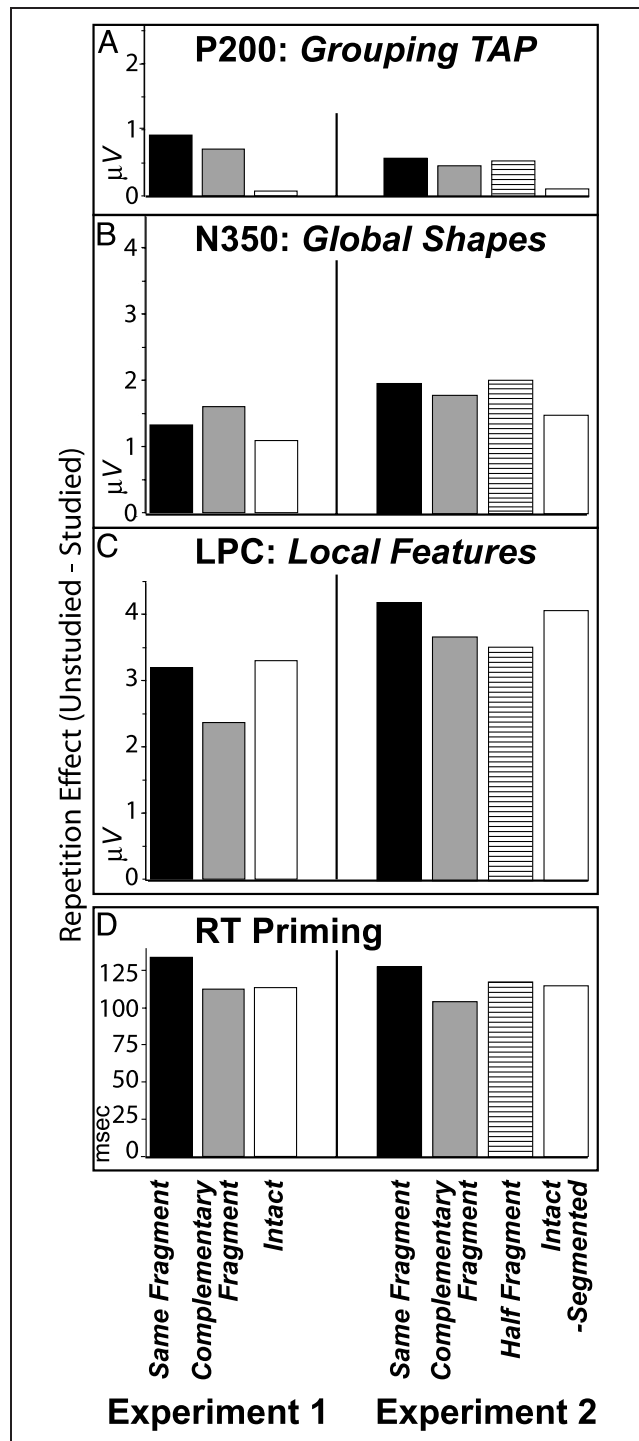 Repetition Effect (Unstudied - Studied)
A
P200: Grouping TAP
2
1
0
µV
B
N350: Global Shapes
4
3
2
1
0
µV
C
LPC: Local Features
4
3
2
1
0
µV
D
RT Priming
125
100
75
50
25
0
msec
Same Fragment
Complementary
Fragment
Intact
Same Fragment
Complementary
Fragment
Half Fragment
Intact
-Segmented
Experiment 1
Experiment 2